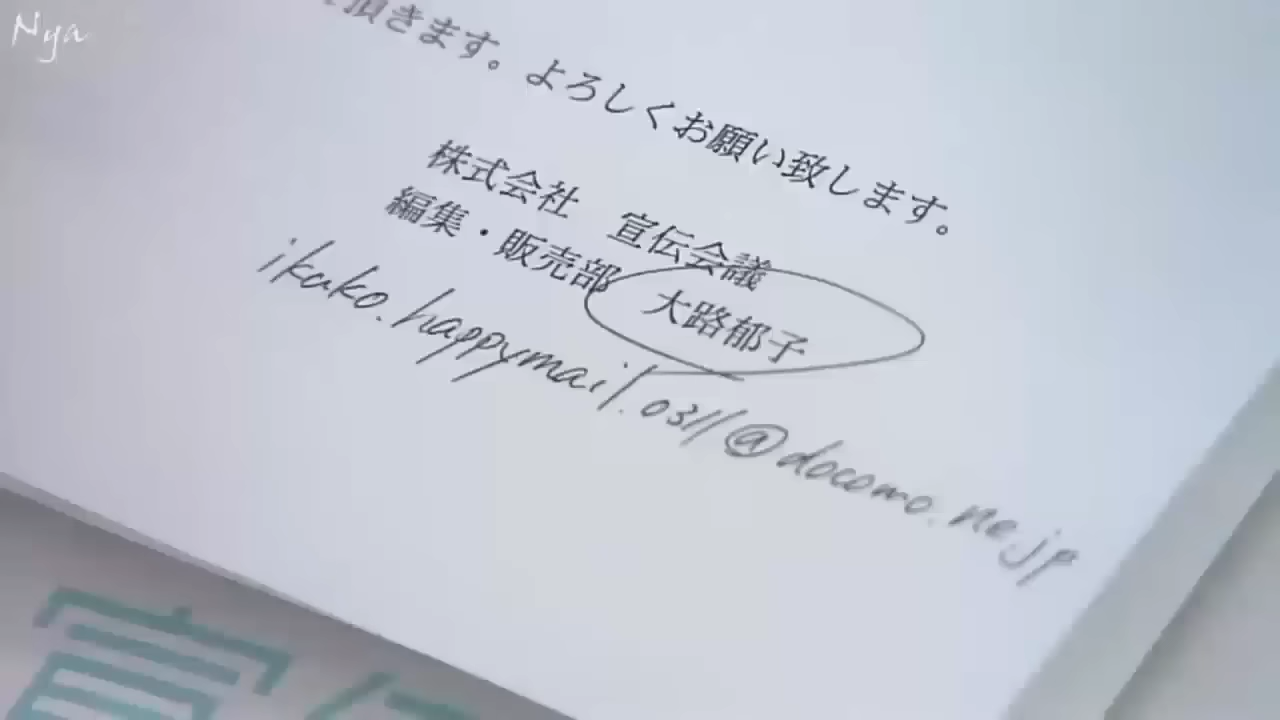 Nya
頂きます。よろしくお願い致します。
株式会社 宣伝会議
編集・販売部 大路郁子
ikuko.happymail.0311@docomo.ne.jp
宣伝